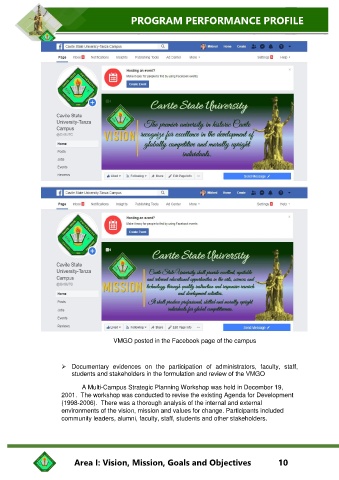 PROGRAM PERFORMANCE PROFILE
Cavite State University-Tanza Campus
Home
Page Inbox Notifications Insights Publishing Tools Ad Center More Settings Help
Hosting an event?
Create Event
Cavite State University
The premier university in historic Cavite
VISION
recognize for excellence in the development of
globally competitive and morally upright
individuals.
Cavite State
University-Tanza
Campus
Home
Posts
Jobs
Events
Reviews
Liked Following Share Edit Page Info
Send Message
Cavite State University-Tanza Campus
Home
Page Inbox Notifications Insights Publishing Tools Ad Center More Settings Help
Hosting an event?
Create Event
Cavite State University
Cavite State University shall provide excellent, equitable
and relevant educational opportunities in the arts, sciences and
MISSION
technology through quality instruction and responsive research
and development activities.
It shall produce professional, skilled and morally upright
individuals for global competitiveness.
Cavite State
University-Tanza
Campus
Home
Posts
Jobs
Events
Reviews
Liked Following Share Edit Page Info
Send Message
VMGO posted in the Facebook page of the campus
➢ Documentary evidences on the participation of administrators, faculty, staff,
students and stakeholders in the formulation and review of the VMGO
A Multi-Campus Strategic Planning Workshop was held in December 19,
2001. The workshop was conducted to revise the existing Agenda for Development
(1998-2006). There was a thorough analysis of the internal and external
environments of the vision, mission and values for change. Participants included
community leaders, alumni, faculty, staff, students and other stakeholders.
Area I: Vision, Mission, Goals and Objectives 10